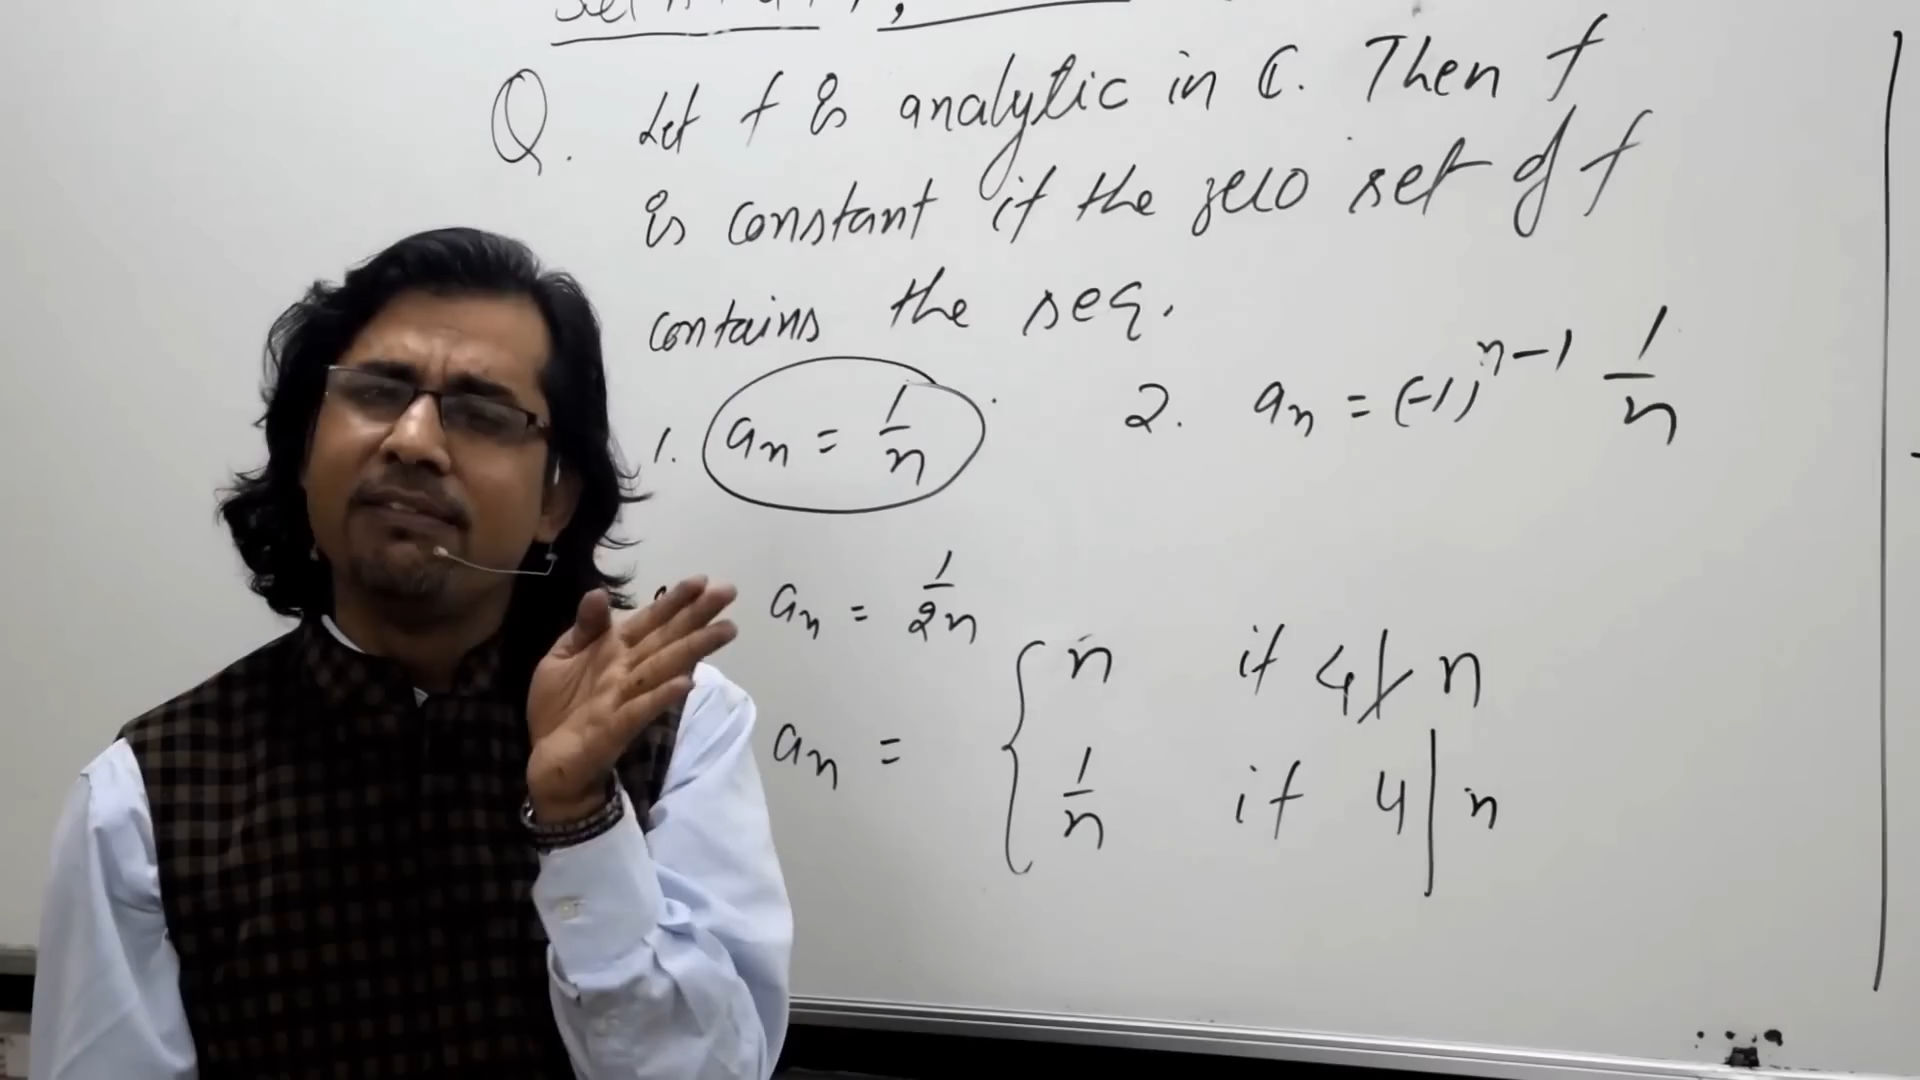 Q. Let f is analytic in ℂ. Then f
is constant if the zero set of f
contains the seq.
1. aₙ = 1/n 2. aₙ = (-1)ⁿ⁻¹ 1/n
aₙ = 1/2n
aₙ = { n if 4∤n
1/n if 4|n